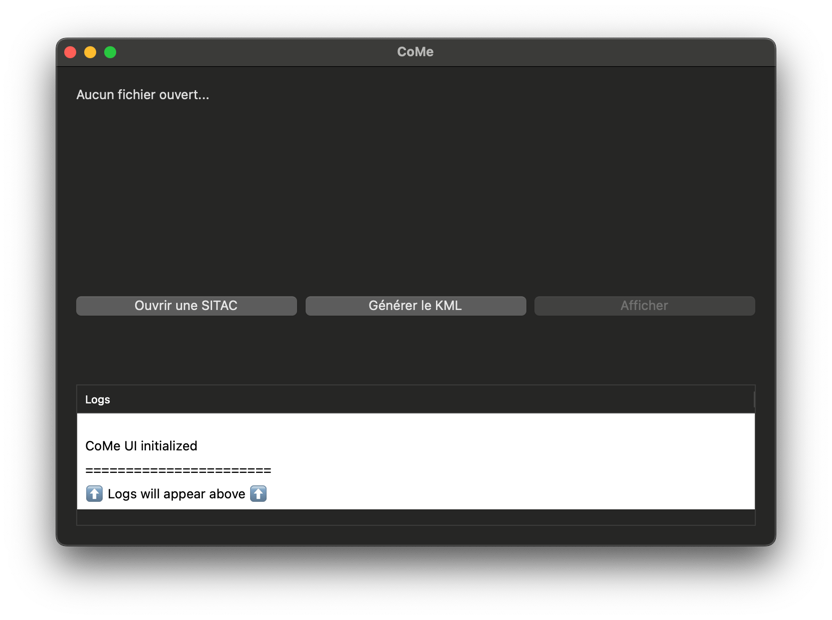 CoMe
Aucun fichier ouvert...
Ouvrir une SITAC
Générer le KML
Afficher
Logs
CoMe UI initialized
=======================
⬆️ Logs will appear above ⬆️